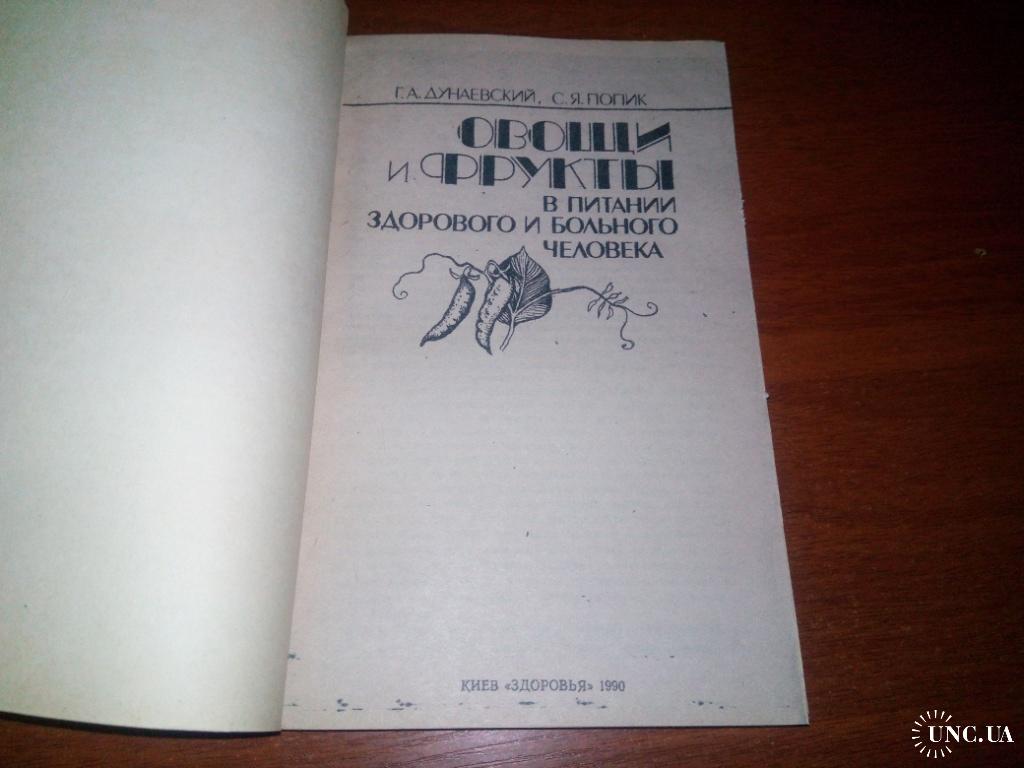 Г. А. ДУНАЕВСКИЙ, С. Я. ПОПИК
ОВОЩИ
И ФРУКТЫ
В ПИТАНИИ
ЗДОРОВОГО И БОЛЬНОГО
ЧЕЛОВЕКА
КИЕВ «ЗДОРОВЬЯ» 1990
UNC.UA